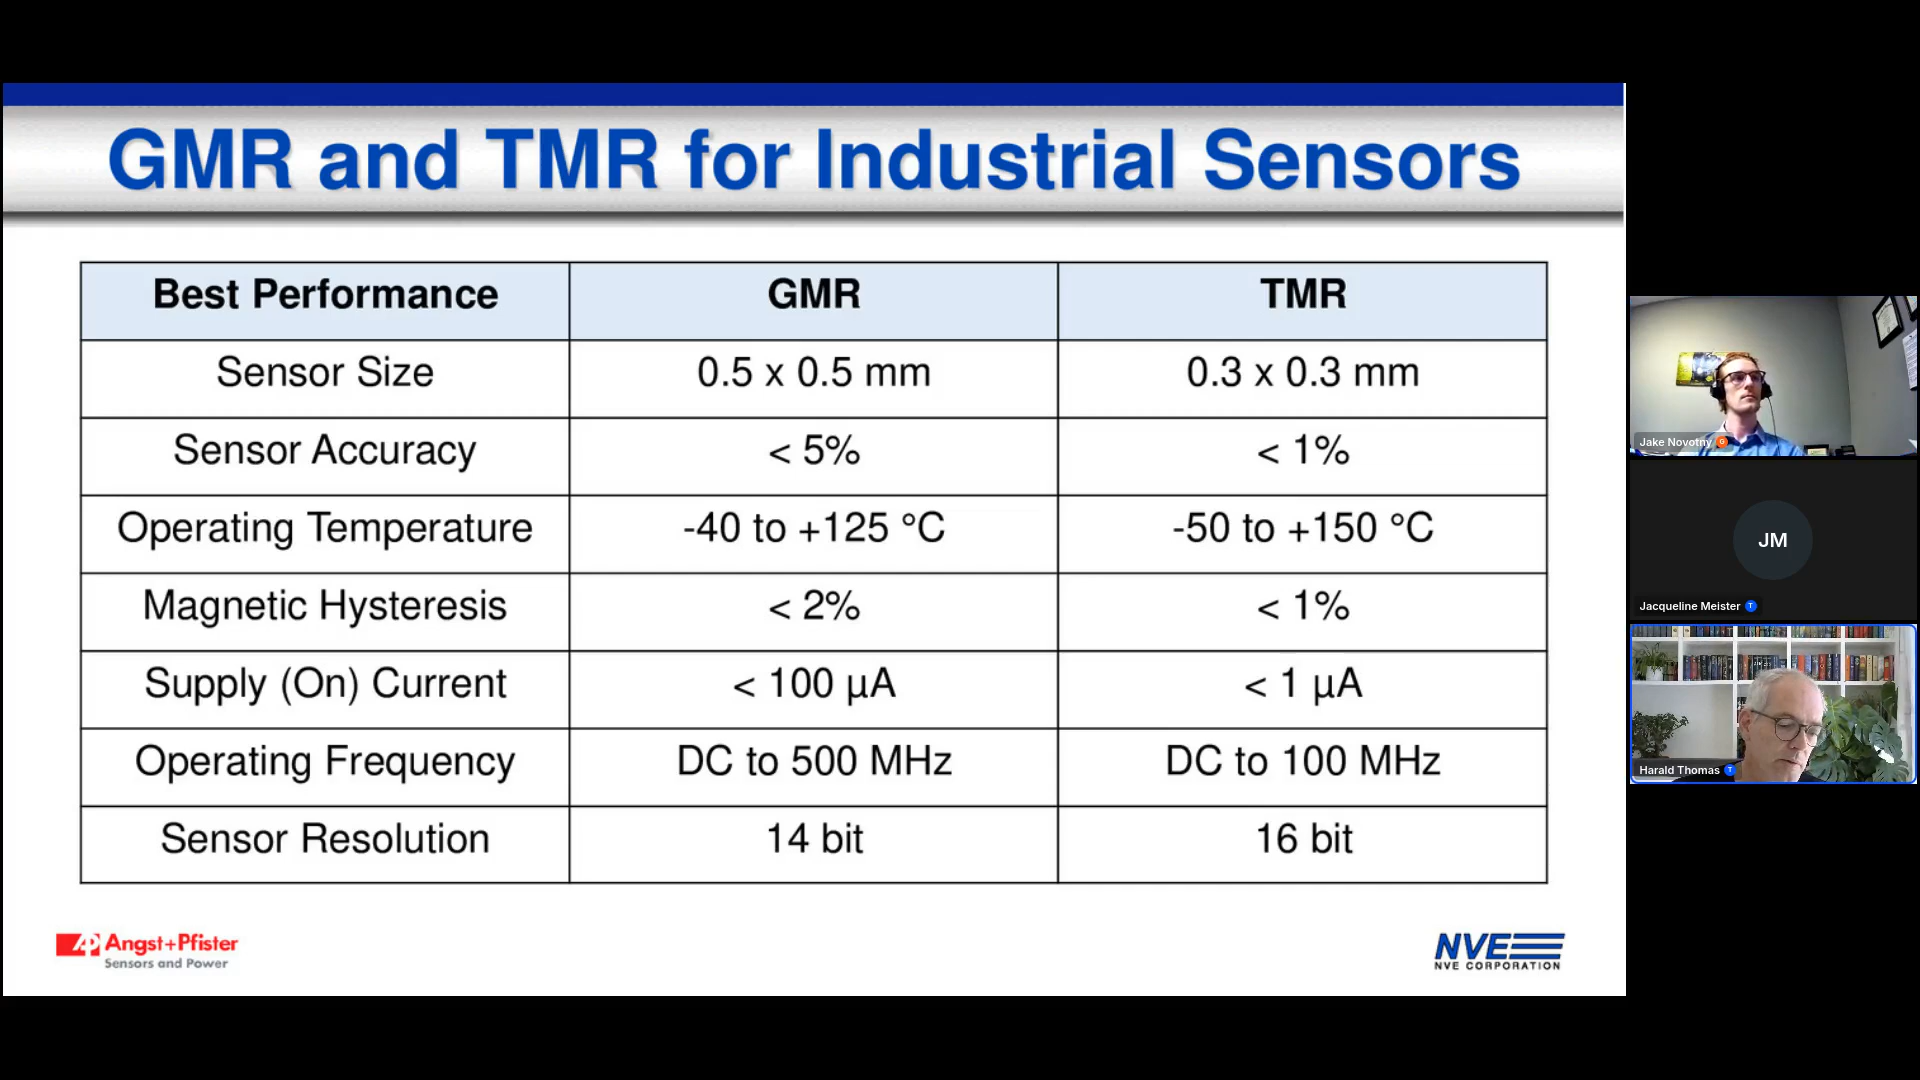 GMR and TMR for Industrial Sensors
Best Performance GMR TMR
Sensor Size 0.5 x 0.5 mm 0.3 x 0.3 mm
Sensor Accuracy < 5% < 1%
Operating Temperature -40 to +125 °C -50 to +150 °C
Magnetic Hysteresis < 2% < 1%
Supply (On) Current < 100 µA < 1 µA
Operating Frequency DC to 500 MHz DC to 100 MHz
Sensor Resolution 14 bit 16 bit
AP Angst+Pfister
Sensors and Power
NVE
NVE CORPORATION
Jake Novotny G
JM
Jacqueline Meister T
Harald Thomas T